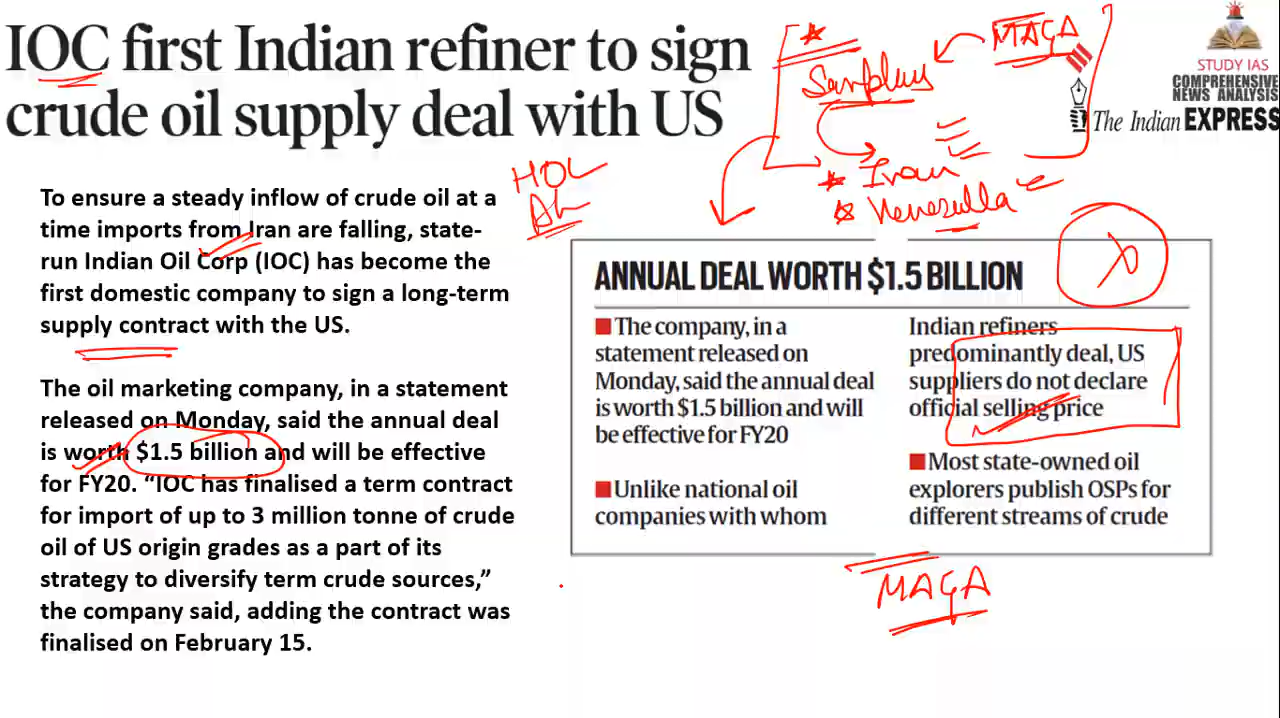 IOC first Indian refiner to sign
crude oil supply deal with US
MAGA
Surplus
Iran
Venezulla
STUDY IAS
COMPREHENSIVE
NEWS ANALYSIS
The Indian EXPRESS
To ensure a steady inflow of crude oil at a
time imports from Iran are falling, state-
run Indian Oil Corp (IOC) has become the
first domestic company to sign a long-term
supply contract with the US.
The oil marketing company, in a statement
released on Monday, said the annual deal
is worth $1.5 billion and will be effective
for FY20. “IOC has finalised a term contract
for import of up to 3 million tonne of crude
oil of US origin grades as a part of its
strategy to diversify term crude sources,”
the company said, adding the contract was
finalised on February 15.
ANNUAL DEAL WORTH $1.5 BILLION
The company, in a
statement released on
Monday, said the annual deal
is worth $1.5 billion and will
be effective for FY20
Unlike national oil
companies with whom
Indian refiners
predominantly deal, US
suppliers do not declare
official selling price
Most state-owned oil
explorers publish OSPs for
different streams of crude
MAGA